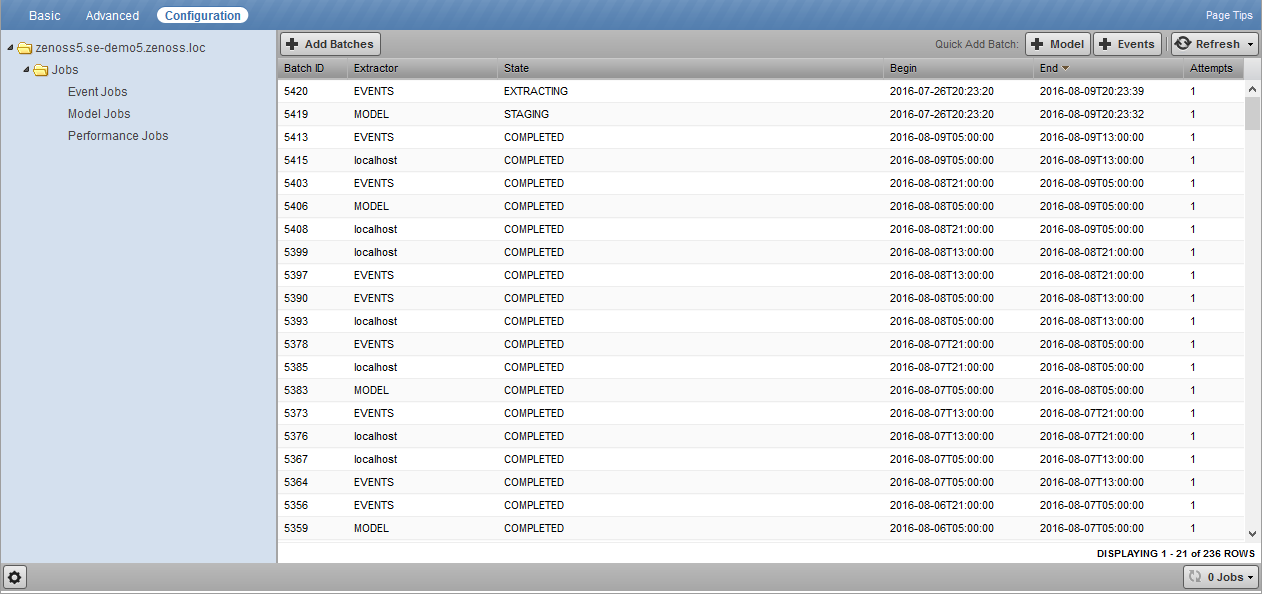 Basic Advanced Configuration Page Tips
zenoss5.se-demo5.zenoss.loc
Jobs
Event Jobs
Model Jobs
Performance Jobs
Add Batches Quick Add Batch: Model Events Refresh
Batch ID Extractor State Begin End Attempts
5420 EVENTS EXTRACTING 2016-07-26T20:23:20 2016-08-09T20:23:39 1
5419 MODEL STAGING 2016-07-26T20:23:20 2016-08-09T20:23:32 1
5413 EVENTS COMPLETED 2016-08-09T05:00:00 2016-08-09T13:00:00 1
5415 localhost COMPLETED 2016-08-09T05:00:00 2016-08-09T13:00:00 1
5403 EVENTS COMPLETED 2016-08-08T21:00:00 2016-08-09T05:00:00 1
5406 MODEL COMPLETED 2016-08-08T05:00:00 2016-08-09T05:00:00 1
5408 localhost COMPLETED 2016-08-08T21:00:00 2016-08-09T05:00:00 1
5399 localhost COMPLETED 2016-08-08T13:00:00 2016-08-08T21:00:00 1
5397 EVENTS COMPLETED 2016-08-08T13:00:00 2016-08-08T21:00:00 1
5390 EVENTS COMPLETED 2016-08-08T05:00:00 2016-08-08T13:00:00 1
5393 localhost COMPLETED 2016-08-08T05:00:00 2016-08-08T13:00:00 1
5378 EVENTS COMPLETED 2016-08-07T21:00:00 2016-08-08T05:00:00 1
5385 localhost COMPLETED 2016-08-07T21:00:00 2016-08-08T05:00:00 1
5383 MODEL COMPLETED 2016-08-07T05:00:00 2016-08-08T05:00:00 1
5373 EVENTS COMPLETED 2016-08-07T13:00:00 2016-08-07T21:00:00 1
5376 localhost COMPLETED 2016-08-07T13:00:00 2016-08-07T21:00:00 1
5367 localhost COMPLETED 2016-08-07T05:00:00 2016-08-07T13:00:00 1
5364 EVENTS COMPLETED 2016-08-07T05:00:00 2016-08-07T13:00:00 1
5356 EVENTS COMPLETED 2016-08-06T21:00:00 2016-08-07T05:00:00 1
5359 MODEL COMPLETED 2016-08-06T05:00:00 2016-08-07T05:00:00 1
DISPLAYING 1 - 21 of 236 ROWS
0 Jobs